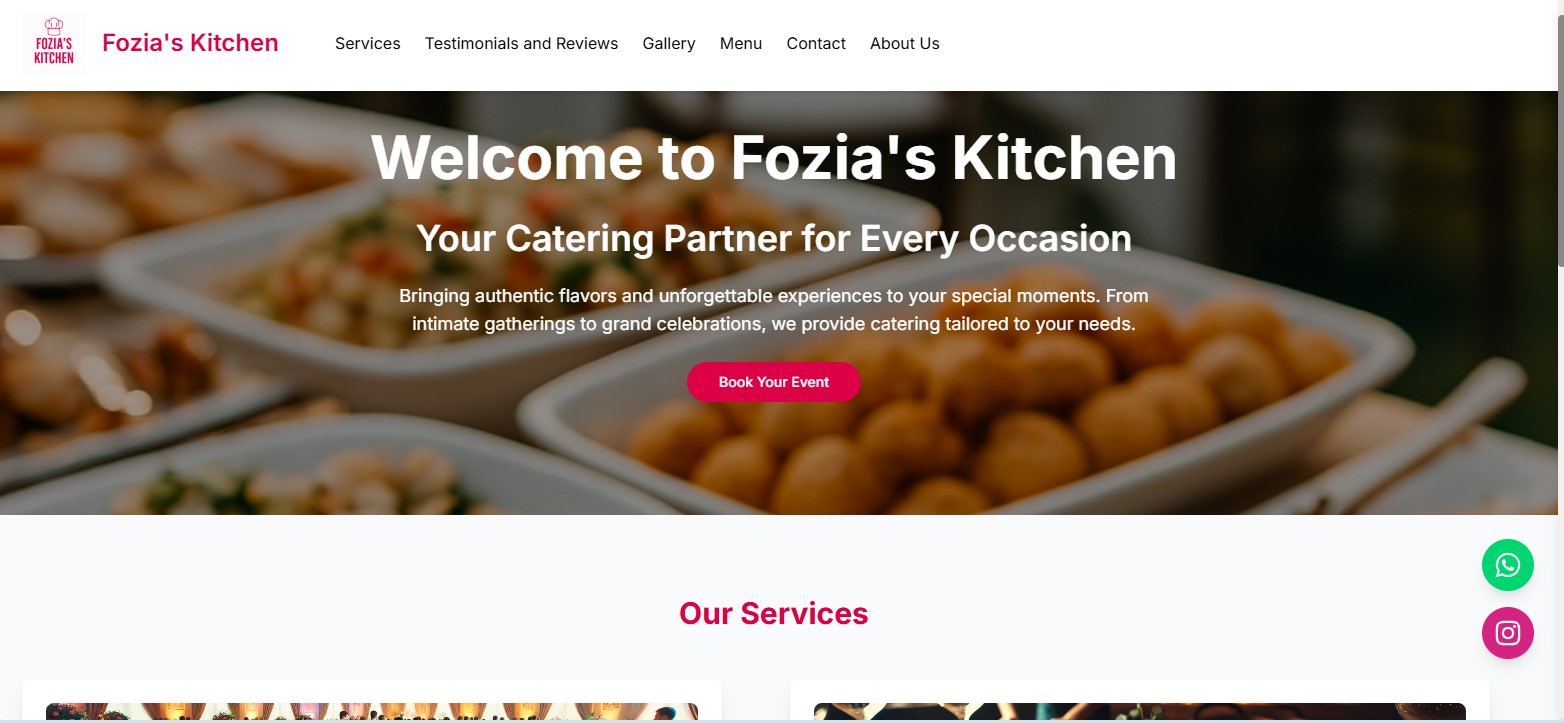 FOZIA'S
KITCHEN
Fozia's Kitchen
Services
Testimonials and Reviews
Gallery
Menu
Contact
About Us
Welcome to Fozia's Kitchen
Your Catering Partner for Every Occasion
Bringing authentic flavors and unforgettable experiences to your special moments. From
intimate gatherings to grand celebrations, we provide catering tailored to your needs.
Book Your Event
Our Services